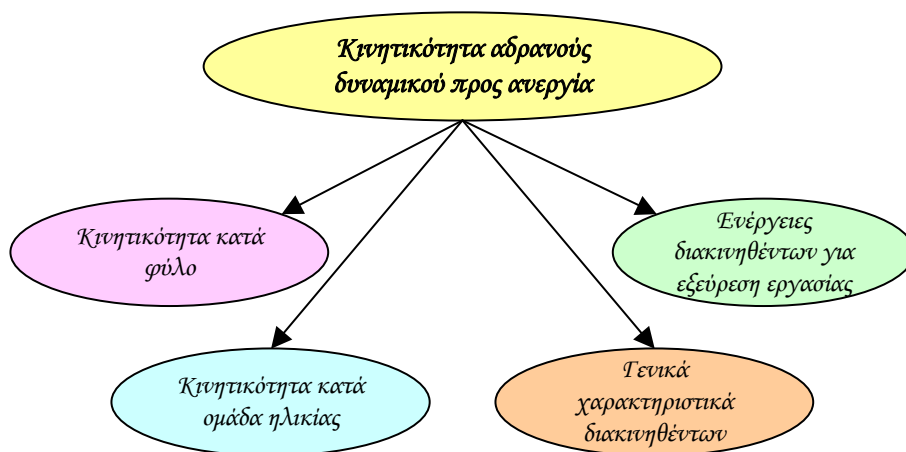 Κινητικότητα αδρανούς
δυναμικού προς ανεργία
Κινητικότητα κατά
φύλο
Ενέργειες
διακινηθέντων για
εξεύρεση εργασίας
Κινητικότητα κατά
ομάδα ηλικίας
Γενικά
χαρακτηριστικά
διακινηθέντων